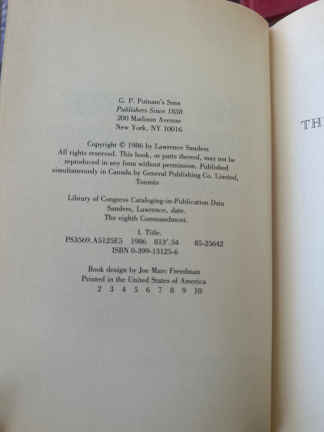 G. P. Putnam's Sons
Publishers Since 1838
200 Madison Avenue
New York, NY 10016
Copyright © 1986 by Lawrence Sanders
All rights reserved. This book, or parts thereof, may not be
reproduced in any form without permission. Published
simultaneously in Canada by General Publishing Co. Limited,
Toronto
Library of Congress Cataloging-in-Publication Data
Sanders, Lawrence, date.
The eighth Commandment.
I. Title.
PS3569.A5125E5 1986 813'.54 85-25642
ISBN 0-399-13125-6
Book design by Joe Marc Freedman
Printed in the United States of America
2 3 4 5 6 7 8 9 10
TH